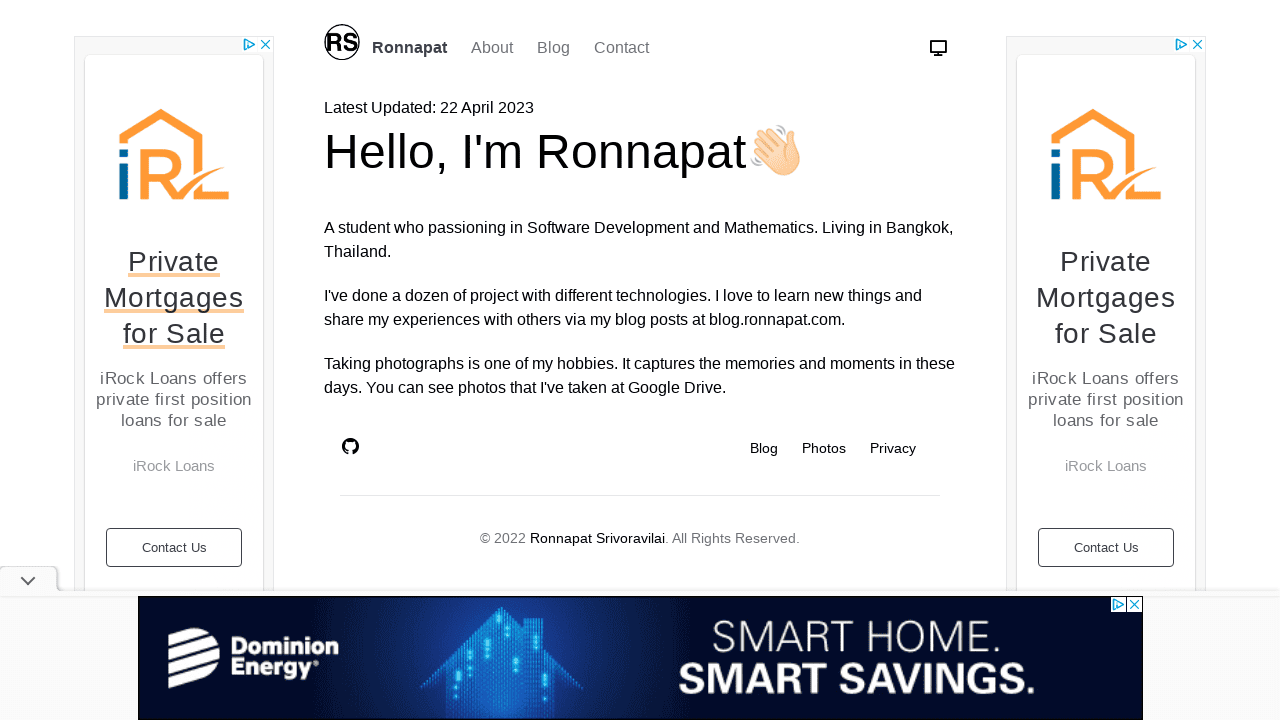 RS
Ronnapat About Blog Contact
Latest Updated: 22 April 2023
Hello, I'm Ronnapat👋🏻
A student who passioning in Software Development and Mathematics. Living in Bangkok,
Thailand.
I've done a dozen of project with different technologies. I love to learn new things and
share my experiences with others via my blog posts at blog.ronnapat.com.
Taking photographs is one of my hobbies. It captures the memories and moments in these
days. You can see photos that I've taken at Google Drive.
Blog Photos Privacy
© 2022 Ronnapat Srivoravilai. All Rights Reserved.
iRL
Private
Mortgages
for Sale
iRock Loans offers
private first position
loans for sale
iRock Loans
Contact Us
iRL
Private
Mortgages
for Sale
iRock Loans offers
private first position
loans for sale
iRock Loans
Contact Us
Dominion
Energy®
SMART HOME.
SMART SAVINGS.